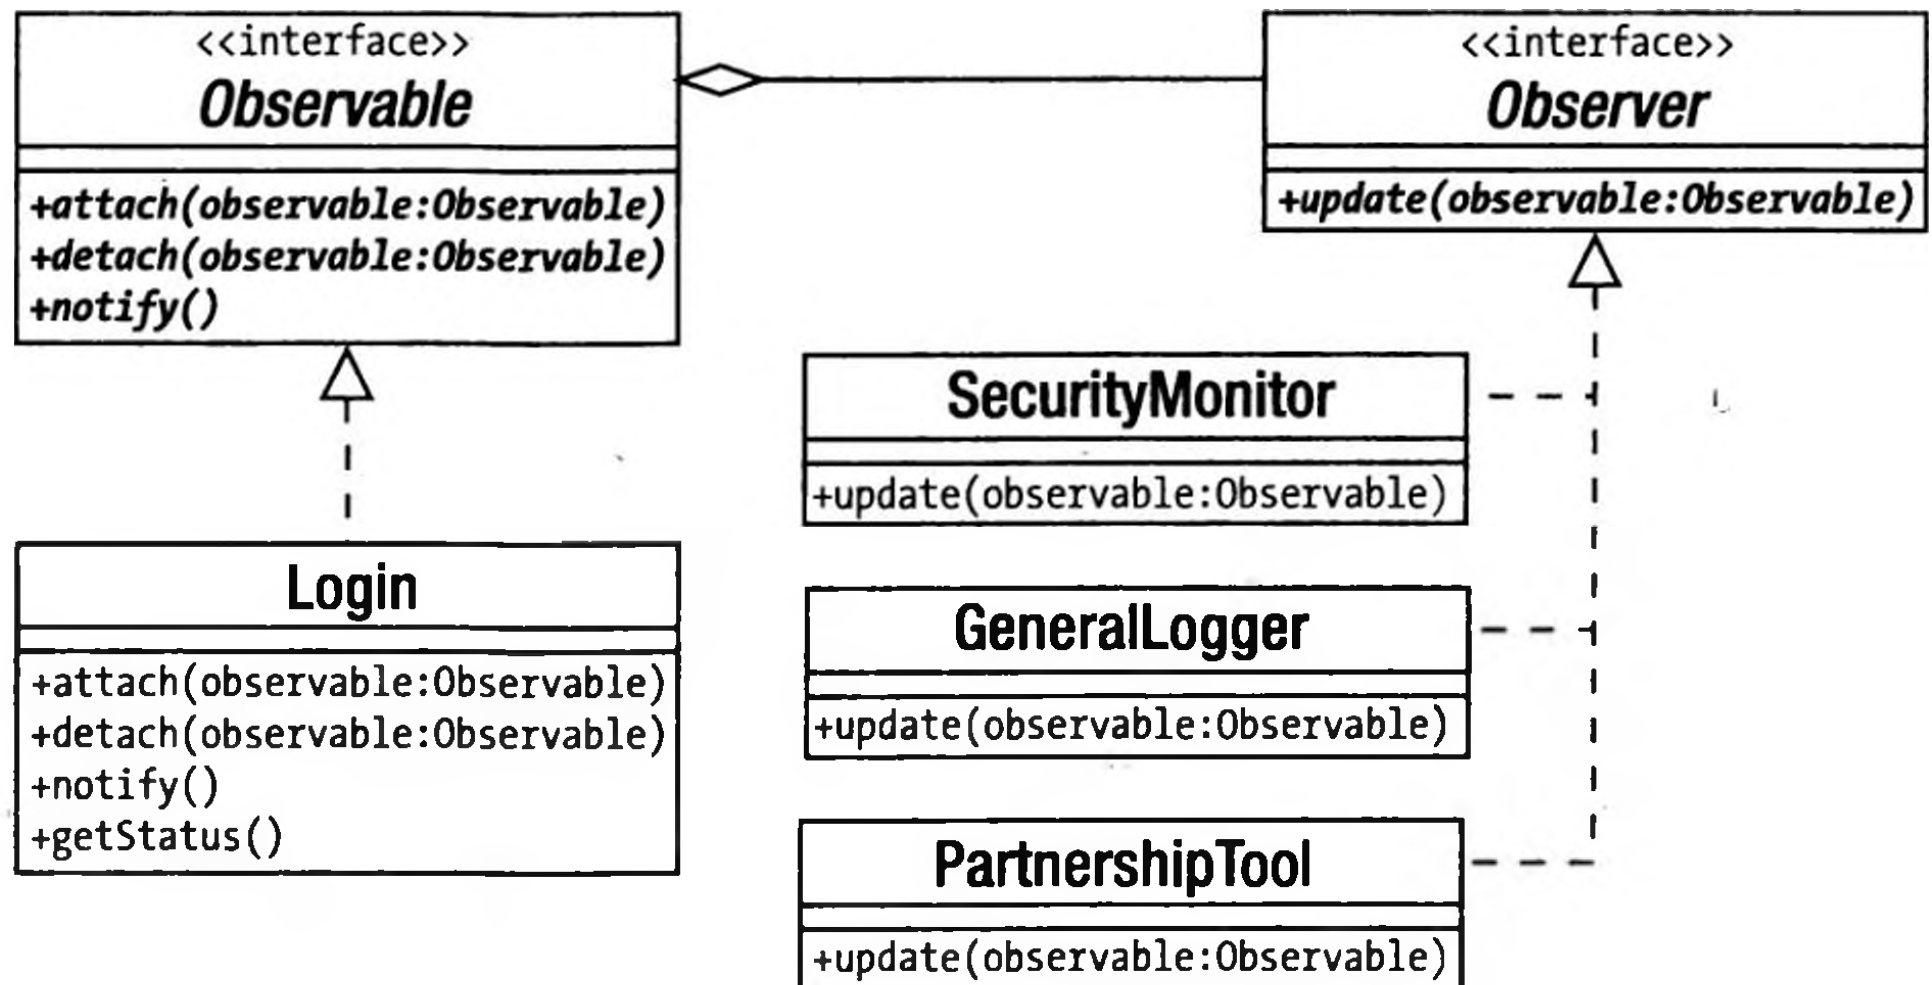 <<interface>>
Observable
+attach(observable:Observable)
+detach(observable:Observable)
+notify()
<<interface>>
Observer
+update(observable:Observable)
Login
+attach(observable:Observable)
+detach(observable:Observable)
+notify()
+getStatus()
SecurityMonitor
+update(observable:Observable)
GeneralLogger
+update(observable:Observable)
PartnershipTool
+update(observable:Observable)